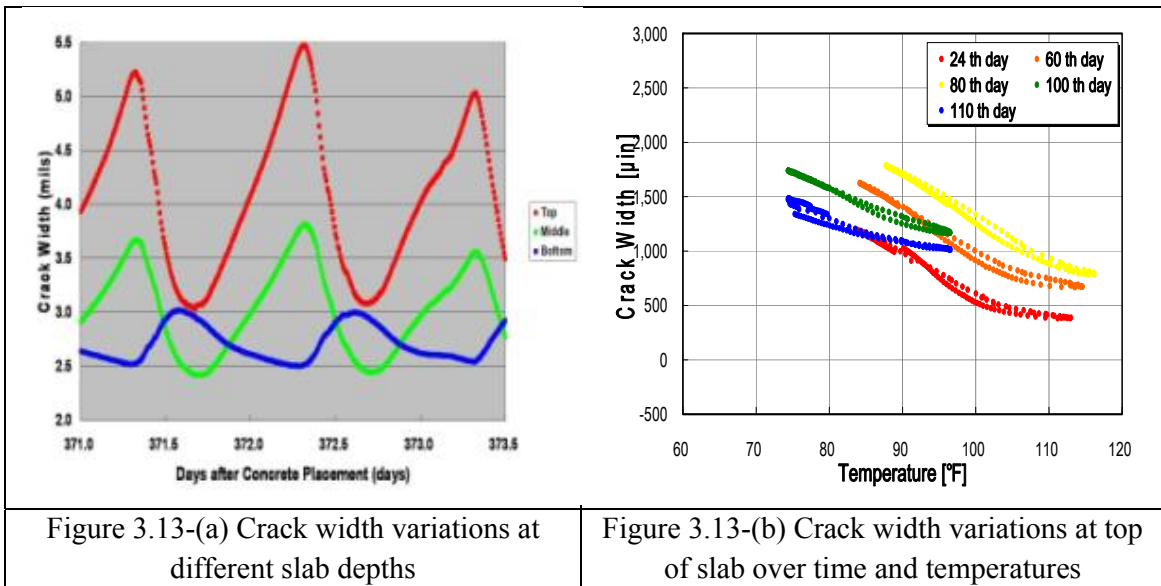 5.5
5.0
4.5
4.0
3.5
3.0
2.5
2.0
Crack Width (mils)
371.0 371.5 372.0 372.5 373.0 373.5
Days after Concrete Placement (days)
Top
Middle
Bottom
3,000
2,500
2,000
1,500
1,000
500
0
-500
Crack Width [µin]
60 70 80 90 100 110 120
Temperature [ºF]
24 th day 60 th day
80 th day 100 th day
110 th day
Figure 3.13-(a) Crack width variations at
different slab depths
Figure 3.13-(b) Crack width variations at top
of slab over time and temperatures